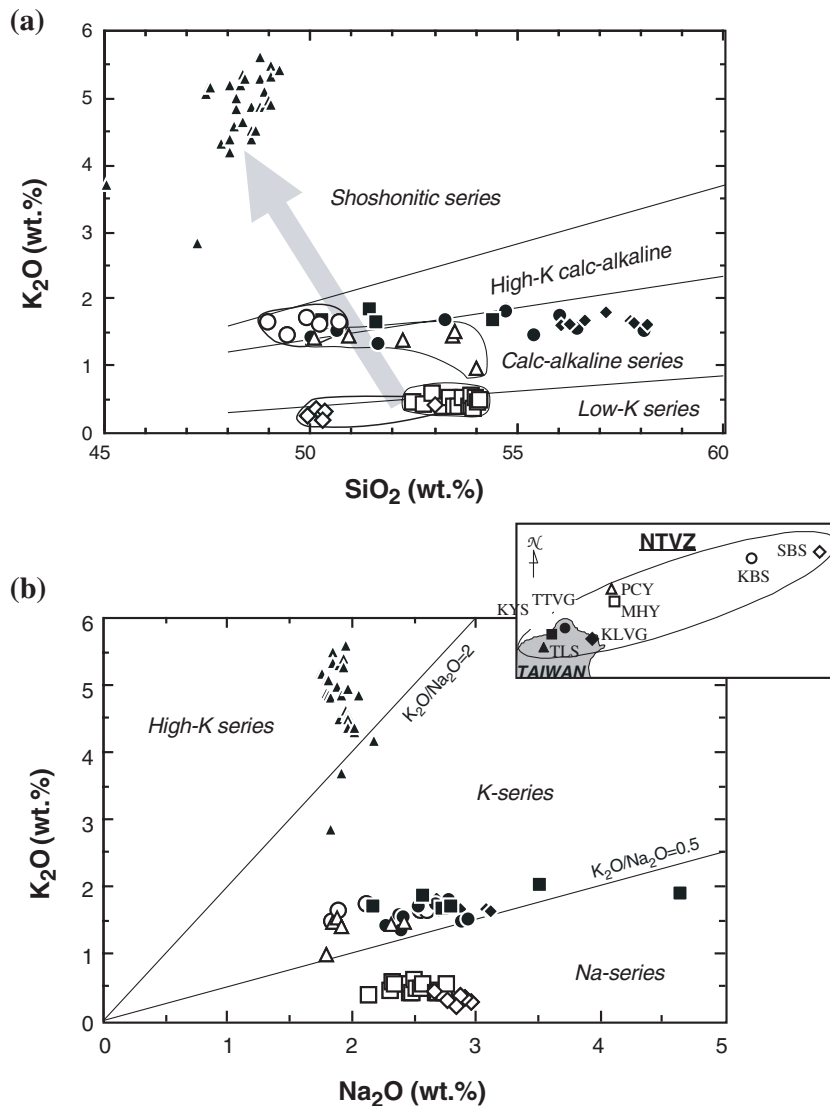 (a)
6
5
4
3
2
1
0
K₂O (wt.%)
Shoshonitic series
High-K calc-alkaline
Calc-alkaline series
Low-K series
45
50
55
60
SiO₂ (wt.%)
N
NTVZ
SBS
KBS
PCY
TTVG
MHY
KYS
KLVG
TLS
TAIWAN
(b)
6
5
4
3
2
1
0
K₂O (wt.%)
High-K series
K₂O/Na₂O=2
K-series
K₂O/Na₂O=0.5
Na-series
0
1
2
3
4
5
Na₂O (wt.%)